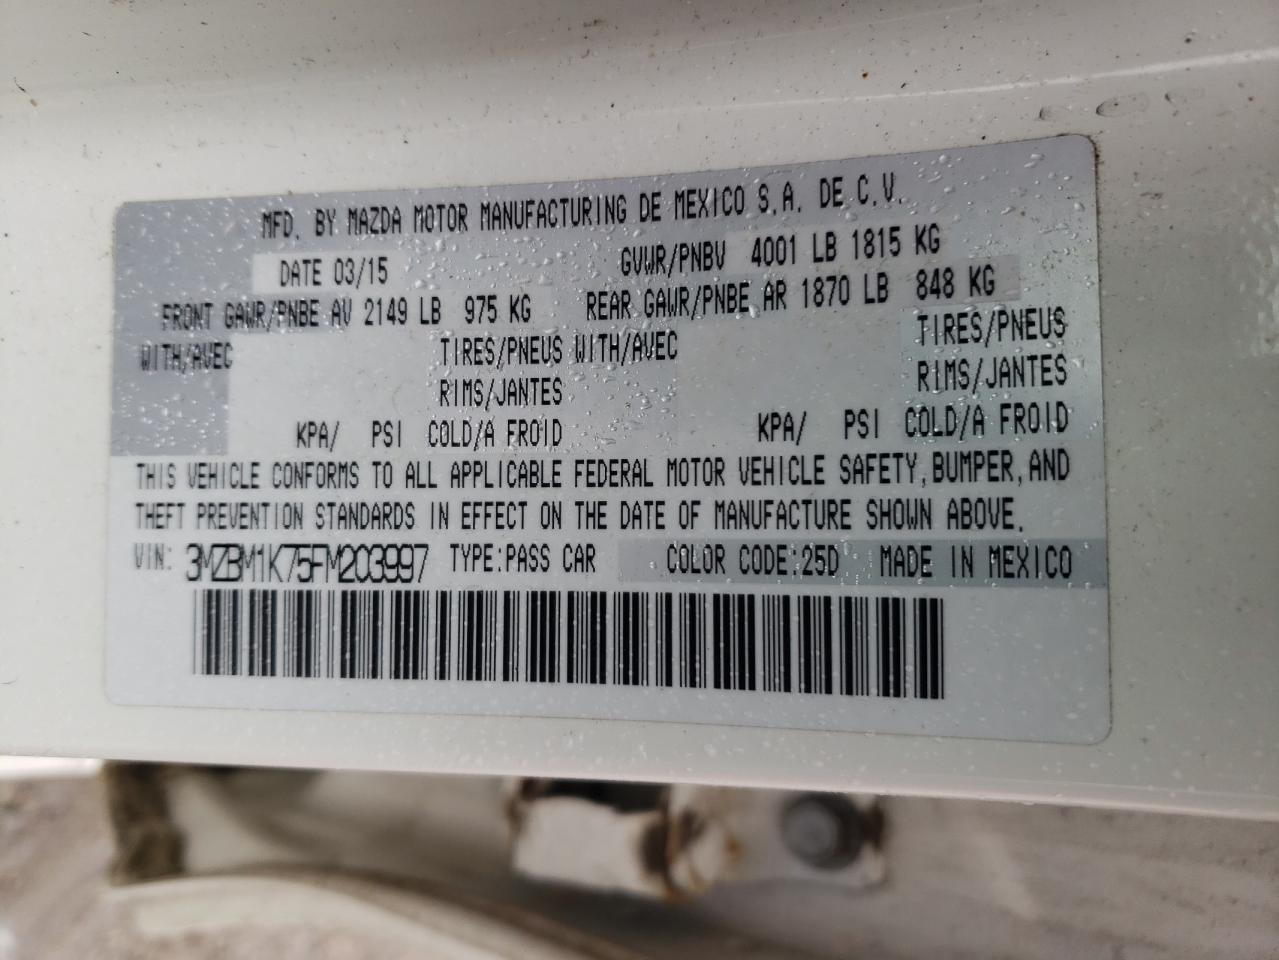 MFD. BY MAZDA MOTOR MANUFACTURING DE MEXICO S.A. DE C.V.
DATE 03/15 GVWR/PNBV 4001 LB 1815 KG
FRONT GAWR/PNBE AV 2149 LB 975 KG REAR GAWR/PNBE AR 1870 LB 848 KG
WITH/AVEC TIRES/PNEUS WITH/AVEC TIRES/PNEUS
RIMS/JANTES RIMS/JANTES
KPA/ PSI COLD/A FROID KPA/ PSI COLD/A FROID
THIS VEHICLE CONFORMS TO ALL APPLICABLE FEDERAL MOTOR VEHICLE SAFETY, BUMPER, AND
THEFT PREVENTION STANDARDS IN EFFECT ON THE DATE OF MANUFACTURE SHOWN ABOVE.
VIN: 3MZBM1K75FM203997 TYPE:PASS CAR COLOR CODE:25D MADE IN MEXICO